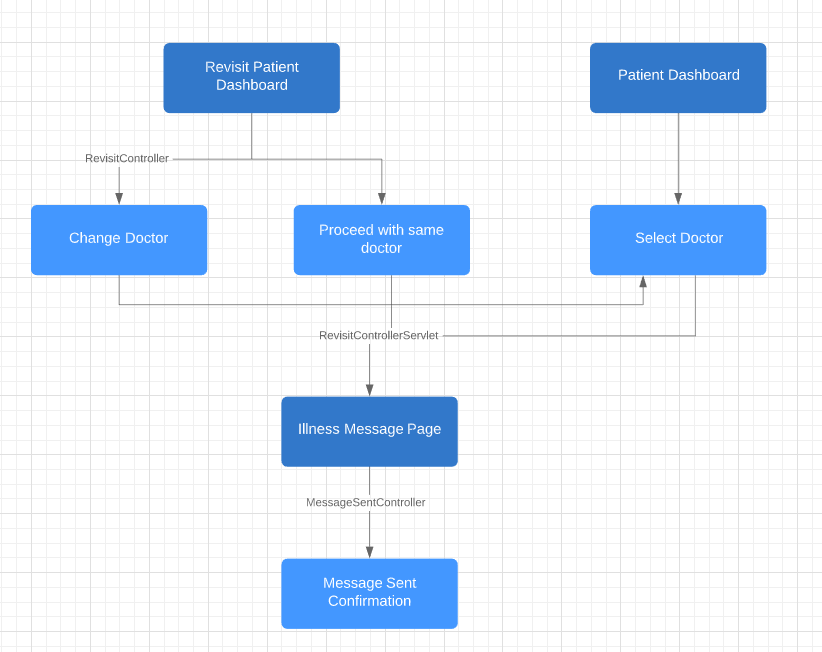 Revisit Patient
Dashboard
Patient Dashboard
RevisitController
Change Doctor
Proceed with same
doctor
Select Doctor
RevisitControllerServlet
Illness Message Page
MessageSentController
Message Sent
Confirmation